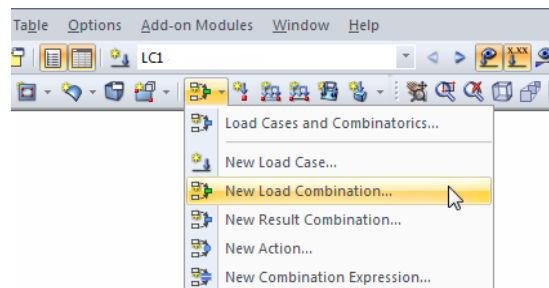 Table Options Add-on Modules Window Help
LC1
x.xx
Load Cases and Combinatorics...
New Load Case...
New Load Combination...
New Result Combination...
New Action...
New Combination Expression...